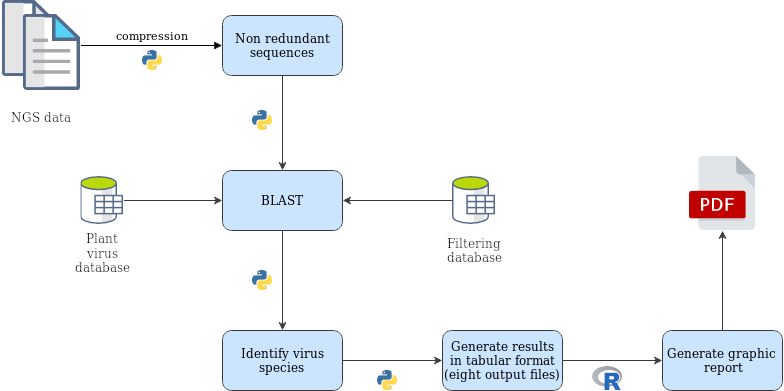 compression
Non redundant
sequences
NGS data
BLAST
PDF
Plant
virus
database
Filtering
database
Identify virus
species
Generate results
in tabular format
(eight output files)
Generate graphic
report
R